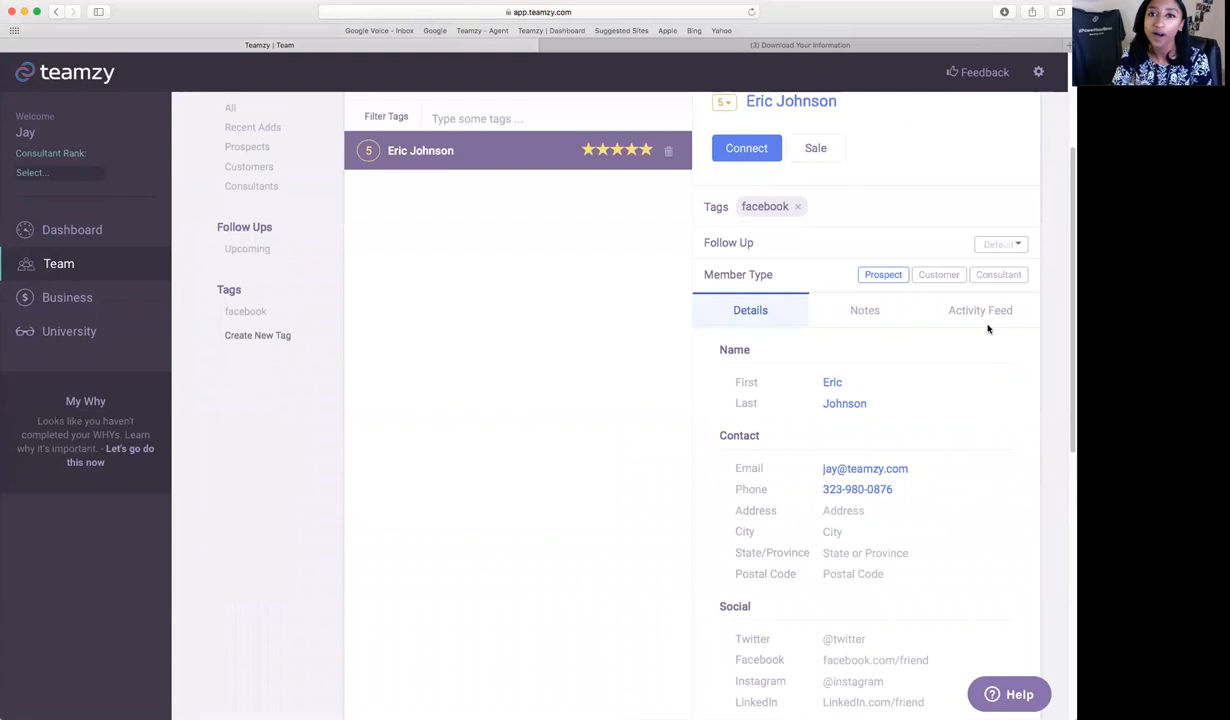 app.teamzy.com
Google Voice - Inbox Google Teamzy - Agent Teamzy | Dashboard Suggested Sites Apple Bing Yahoo
Teamzy | Team (3) Download Your Information
teamzy
Feedback
Welcome
Jay
Consultant Rank:
Select...
Dashboard
Team
Business
University
My Why
Looks like you haven't
completed your WHYs. Learn
why it's important. - Let's go do
this now
All
Recent Adds
Prospects
Customers
Consultants
Follow Ups
Upcoming
Tags
facebook
Create New Tag
Filter Tags Type some tags ...
5 Eric Johnson
5 Eric Johnson
Connect Sale
Tags facebook ×
Follow Up Default
Member Type Prospect Customer Consultant
Details Notes Activity Feed
Name
First Eric
Last Johnson
Contact
Email jay@teamzy.com
Phone 323-980-0876
Address Address
City City
State/Province State or Province
Postal Code Postal Code
Social
Twitter @twitter
Facebook facebook.com/friend
Instagram @instagram
LinkedIn LinkedIn.com/friend
Help